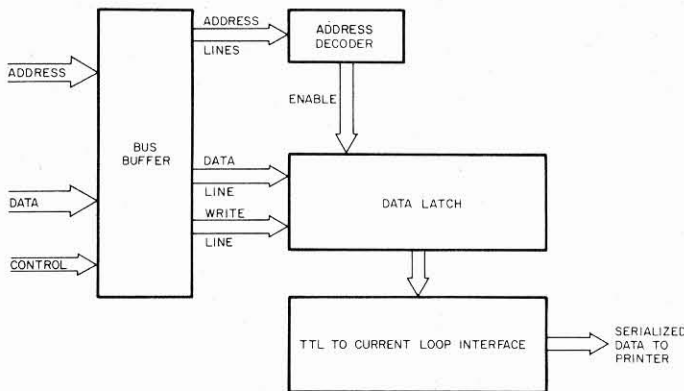 ADDRESS
LINES
ADDRESS
DECODER
ADDRESS
ENABLE
BUS
BUFFER
DATA
LINE
DATA LATCH
DATA
WRITE
LINE
CONTROL
TTL TO CURRENT LOOP INTERFACE
SERIALIZED
DATA TO
PRINTER